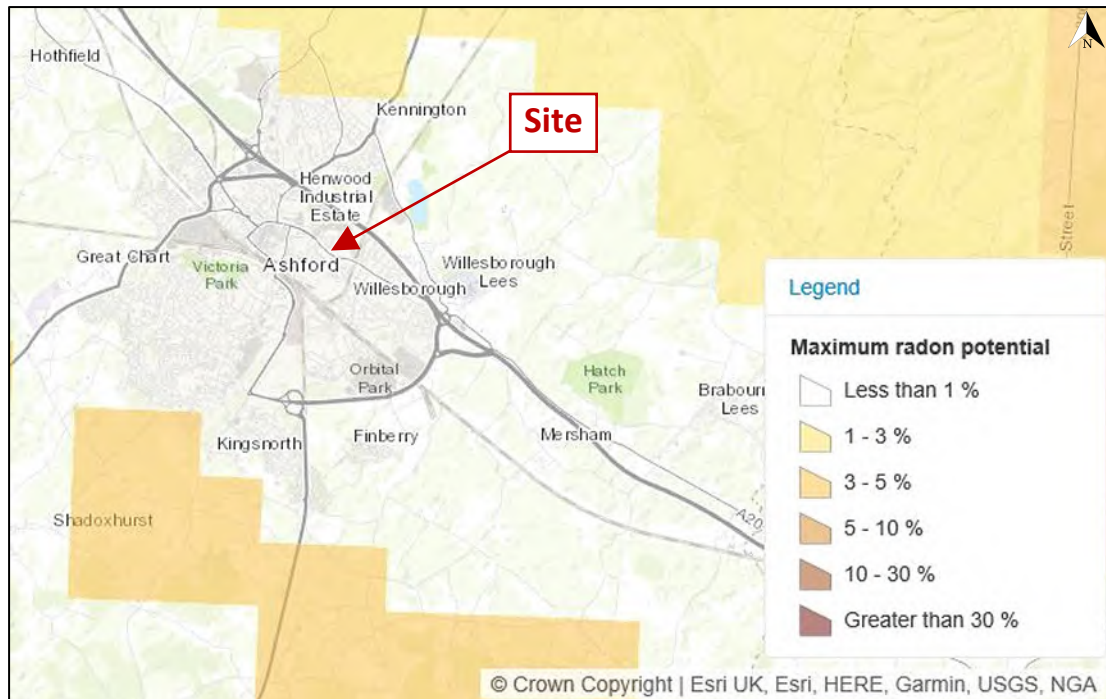 N
Hothfield
Kennington
Site
Henwood
Industrial
Estate
Great Chart
Victoria
Park
Ashford
Willesborough
Lees
Willesborough
Street
Orbital
Park
Hatch
Park
Brabourn
Lees
Kingsnorth
Finberry
Mersham
Shadoxhurst
A20
Legend
Maximum radon potential
Less than 1 %
1 - 3 %
3 - 5 %
5 - 10 %
10 - 30 %
Greater than 30 %
© Crown Copyright | Esri UK, Esri, HERE, Garmin, USGS, NGA